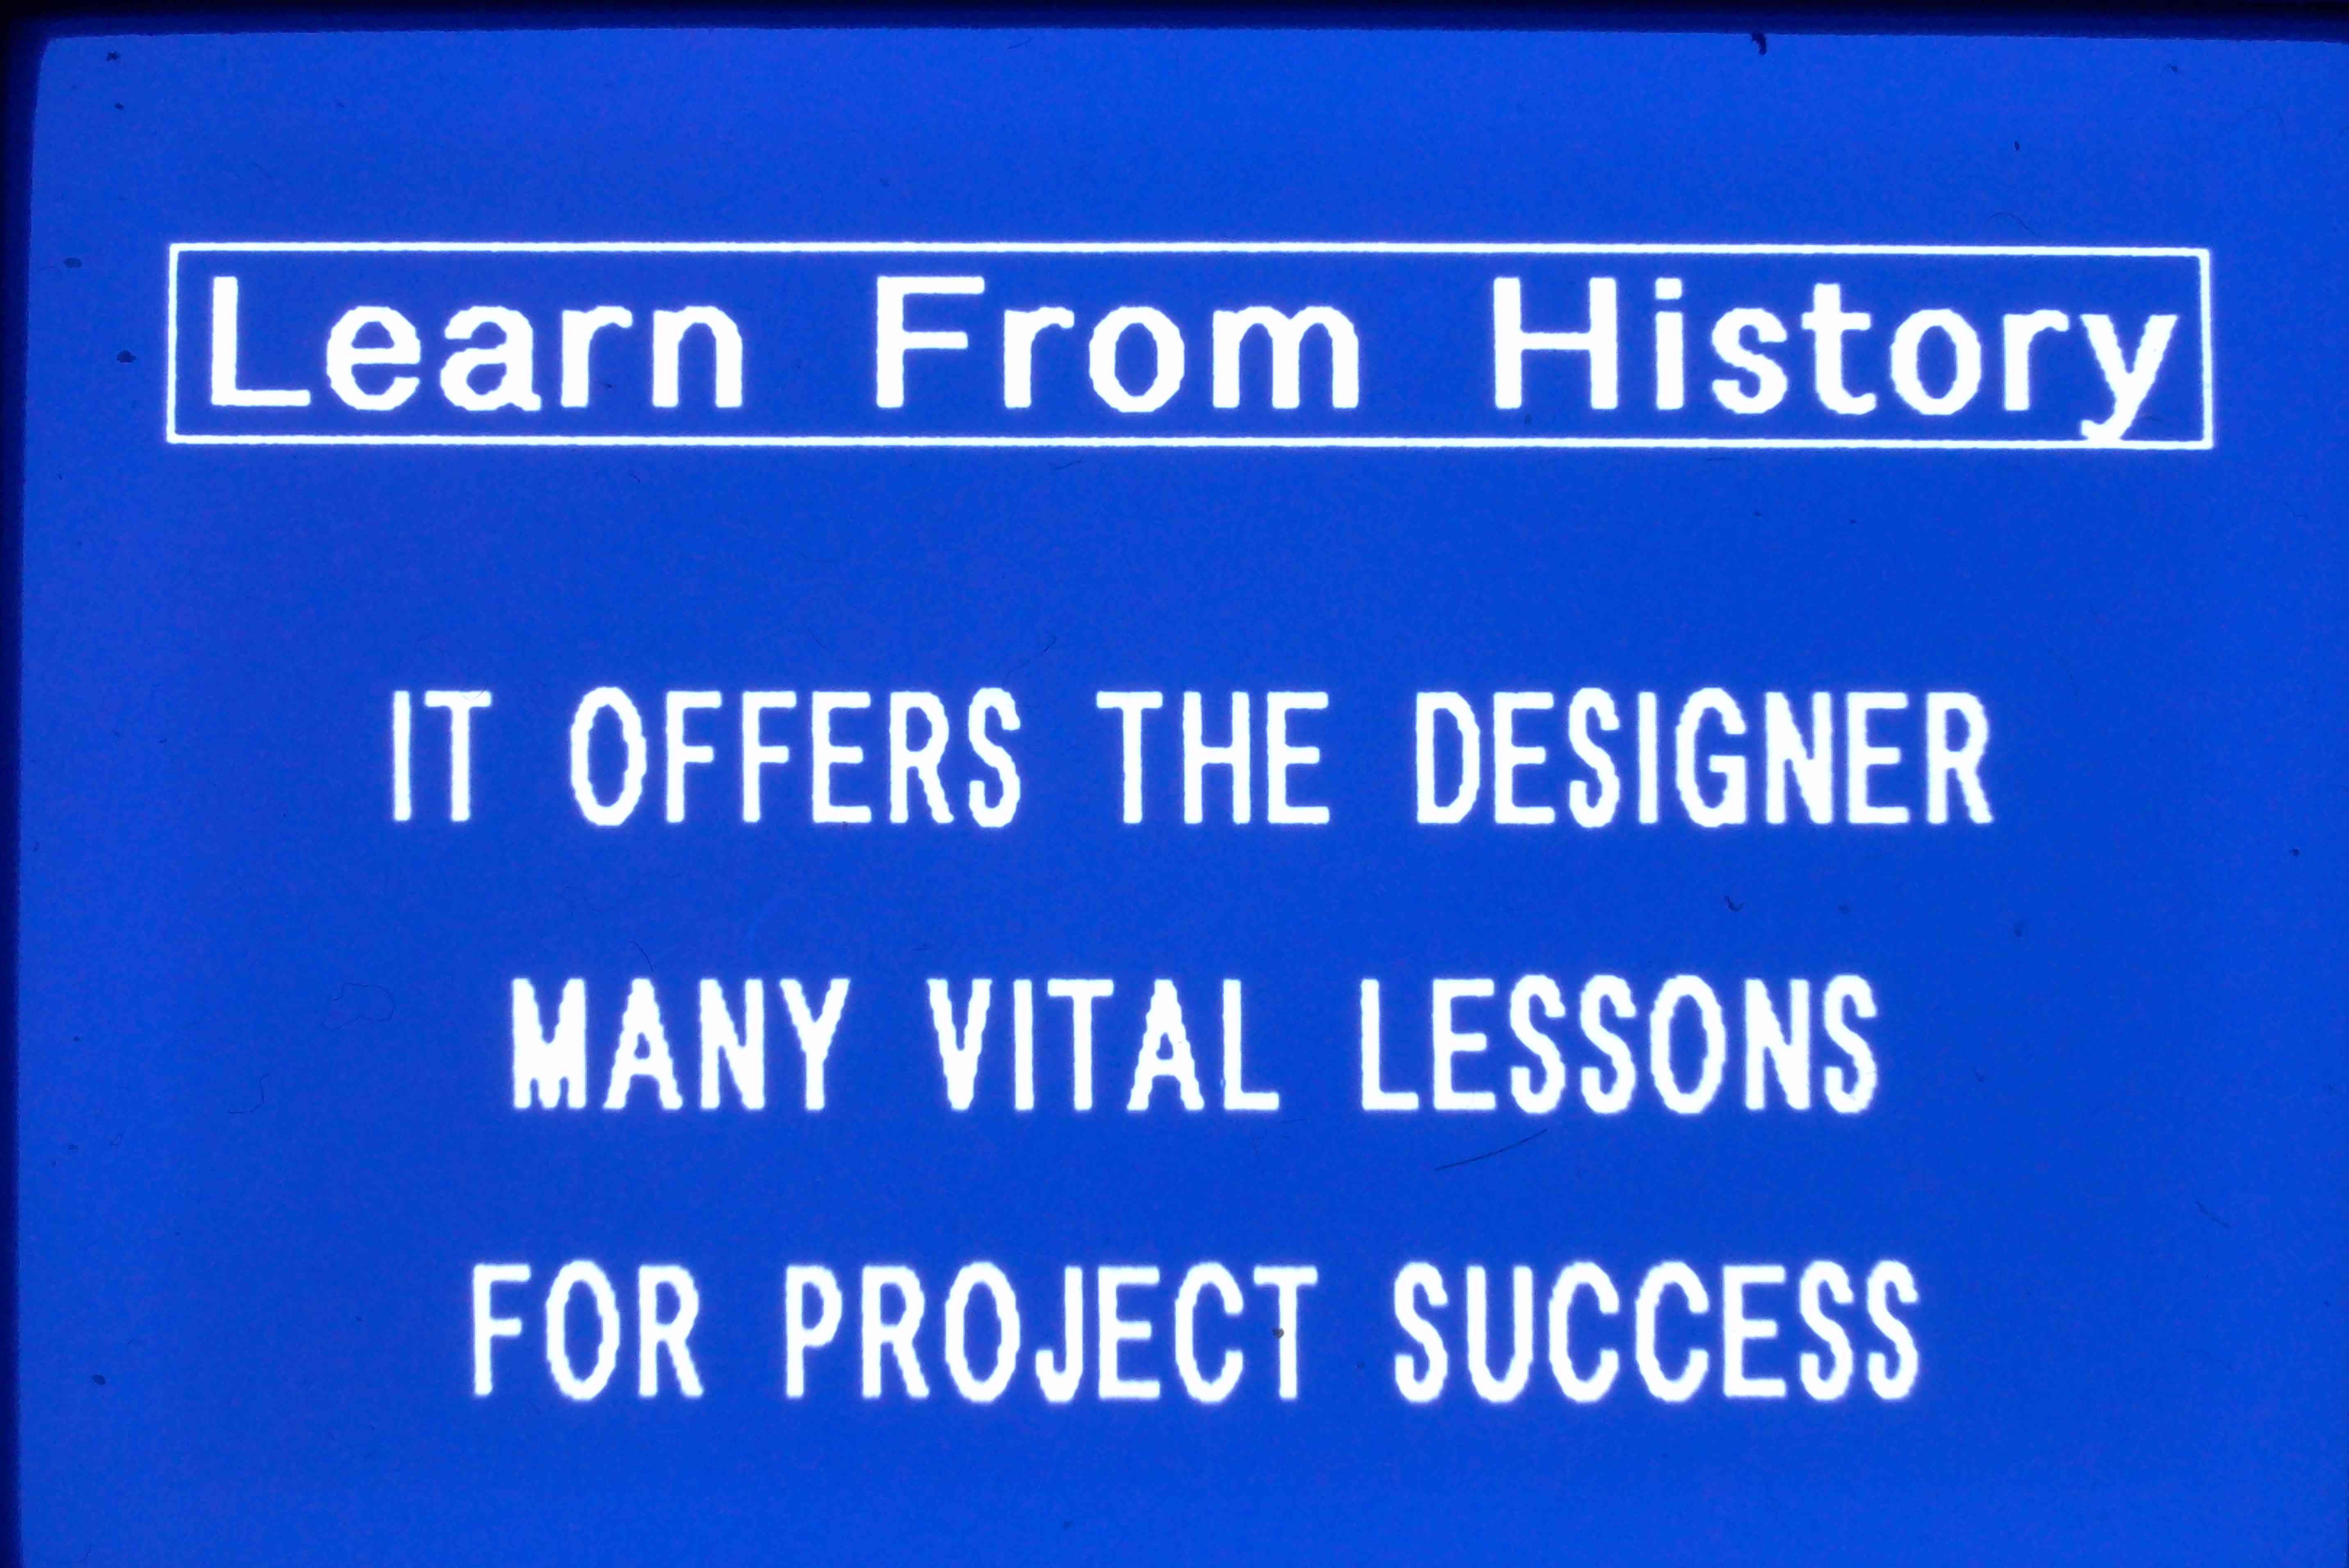 Learn From History
IT OFFERS THE DESIGNER
MANY VITAL LESSONS
FOR PROJECT SUCCESS